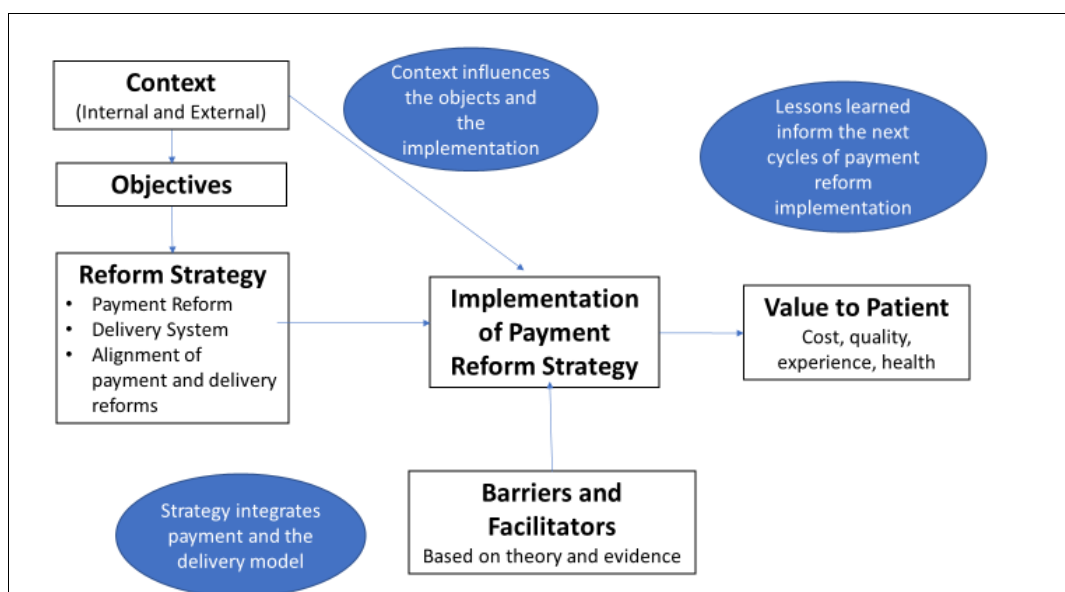 Context
(Internal and External)
Context influences
the objects and
the
implementation
Lessons learned
inform the next
cycles of payment
reform
implementation
Objectives
Reform Strategy
• Payment Reform
• Delivery System
• Alignment of
payment and delivery
reforms
Implementation
of Payment
Reform Strategy
Value to Patient
Cost, quality,
experience, health
Strategy integrates
payment and the
delivery model
Barriers and
Facilitators
Based on theory and evidence